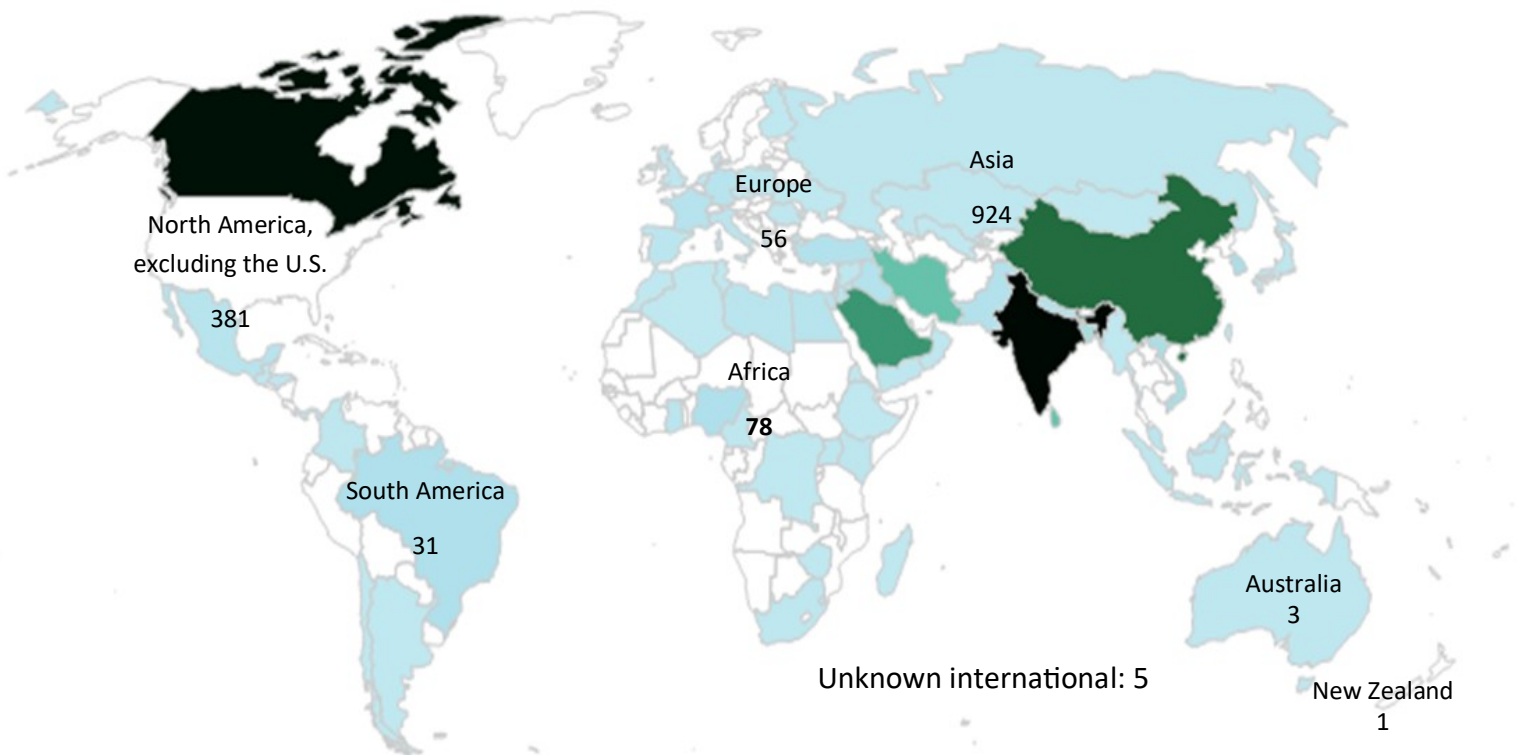 Asia
924
Europe
56
North America,
excluding the U.S.
381
Africa
78
South America
31
Australia
3
Unknown international: 5
New Zealand
1